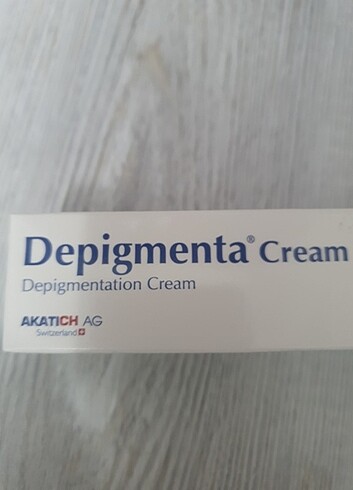 Depigmenta® Cream
Depigmentation Cream
AKATICH AG
Switzerland